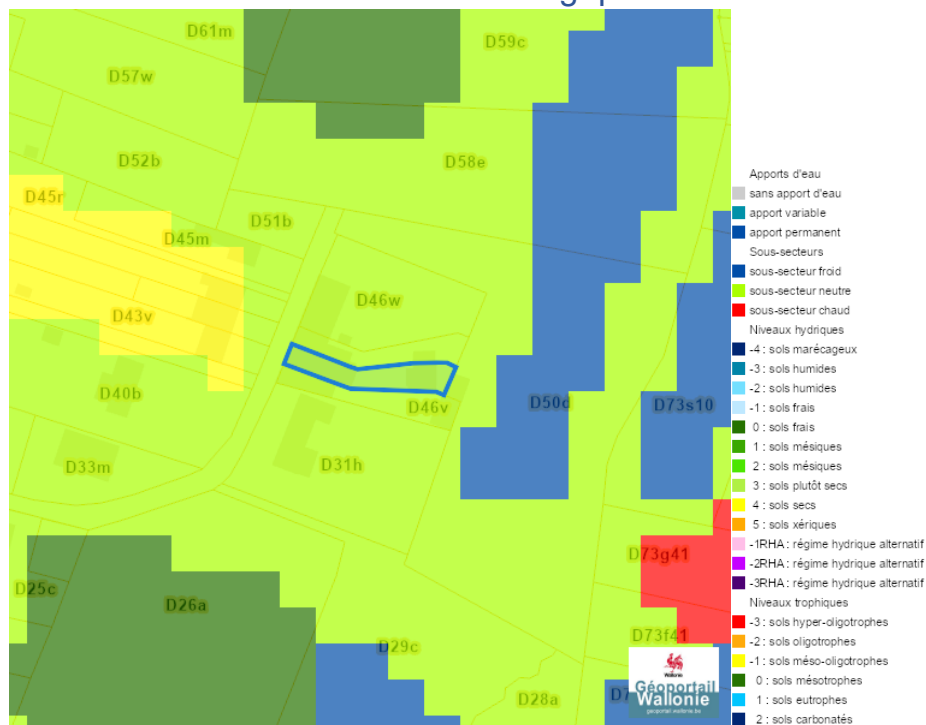 D61m
D59c
D57w
D52b
D58e
D45r
D51b
D45m
D46w
D43v
D40b
D46v
D50d
D73s10
D33m
D31h
D73g41
D25c
D26a
D73f41
D29c
D28a
Wallonie
Géoportail
Wallonie
geoportail.wallonie.be
Apports d'eau
sans apport d'eau
apport variable
apport permanent
Sous-secteurs
sous-secteur froid
sous-secteur neutre
sous-secteur chaud
Niveaux hydriques
-4 : sols marécageux
-3 : sols humides
-2 : sols humides
-1 : sols frais
0 : sols frais
1 : sols mésiques
2 : sols mésiques
3 : sols plutôt secs
4 : sols secs
5 : sols xériques
-1RHA : régime hydrique alternatif
-2RHA : régime hydrique alternatif
-3RHA : régime hydrique alternatif
Niveaux trophiques
-3 : sols hyper-oligotrophes
-2 : sols oligotrophes
-1 : sols méso-oligotrophes
0 : sols mésotrophes
1 : sols eutrophes
2 : sols carbonatés